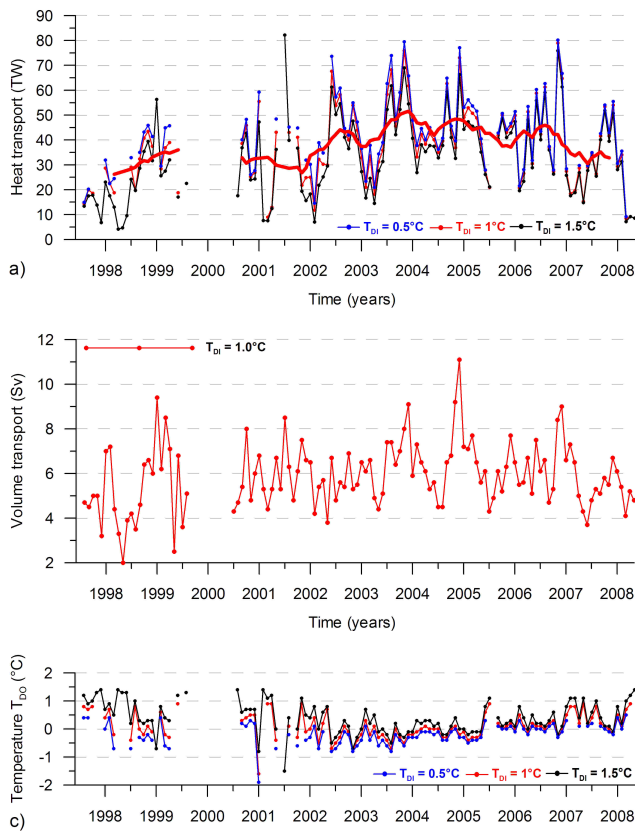 90
80
70
60
50
40
30
20
10
0
Heat transport (TW)
T_DI = 0.5°C T_DI = 1°C T_DI = 1.5°C
1998 1999 2000 2001 2002 2003 2004 2005 2006 2007 2008
a)
Time (years)
12
10
8
6
4
2
Volume transport (Sv)
T_DI = 1.0°C
1998 1999 2000 2001 2002 2003 2004 2005 2006 2007 2008
Time (years)
2
1
0
-1
-2
Temperature T_DO (°C)
T_DI = 0.5°C T_DI = 1°C T_DI = 1.5°C
1998 1999 2000 2001 2002 2003 2004 2005 2006 2007 2008
c)
Time (years)